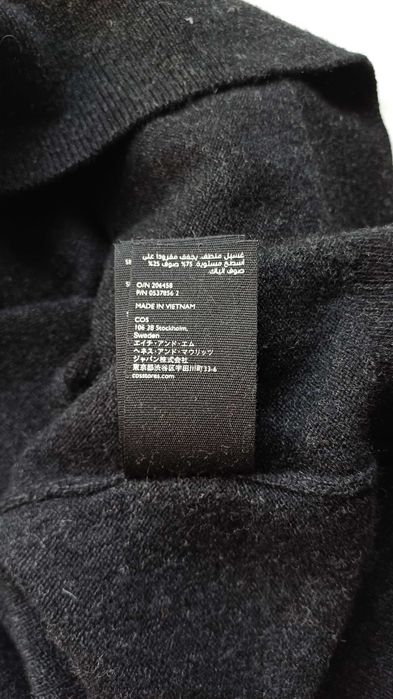 غسيل منظف. يجفف مفرودا على
أسطح مستوية. 75% صوف 25%
صوف الياك
O/N 206458
P/N 0537856 2
MADE IN VIETNAM
COS
106 38 Stockholm,
Sweden
エイチ・アンド・エム
ヘネス・アンド・マウリッツ
ジャパン株式会社
東京都渋谷区宇田川町33-6
cosstores.com